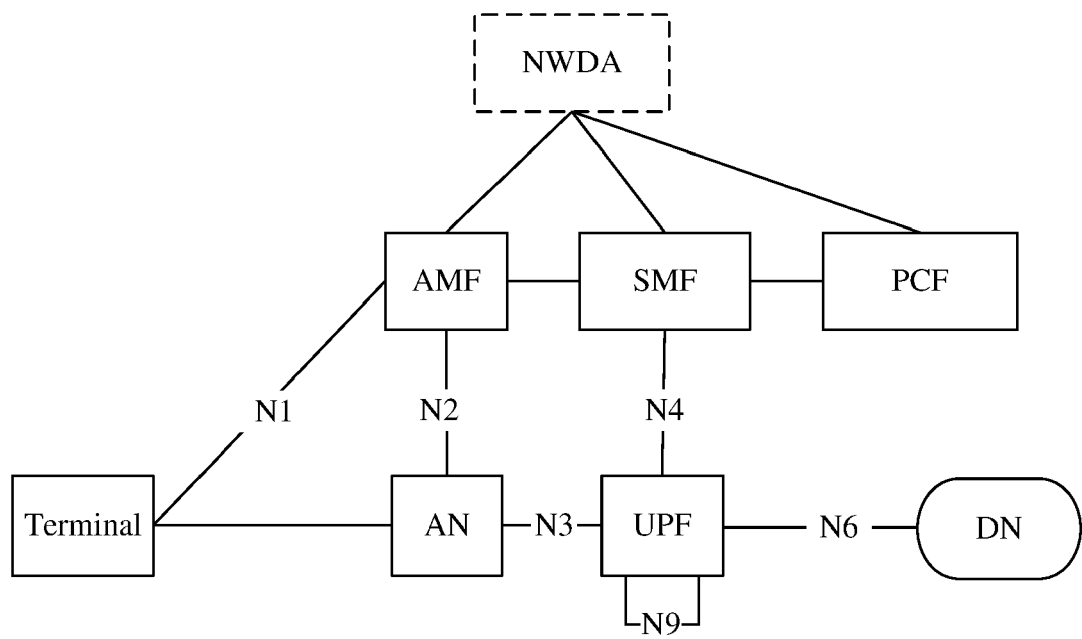 NWDA
AMF
SMF
PCF
N1
N2
N4
Terminal
AN
N3
UPF
N6
DN
N9